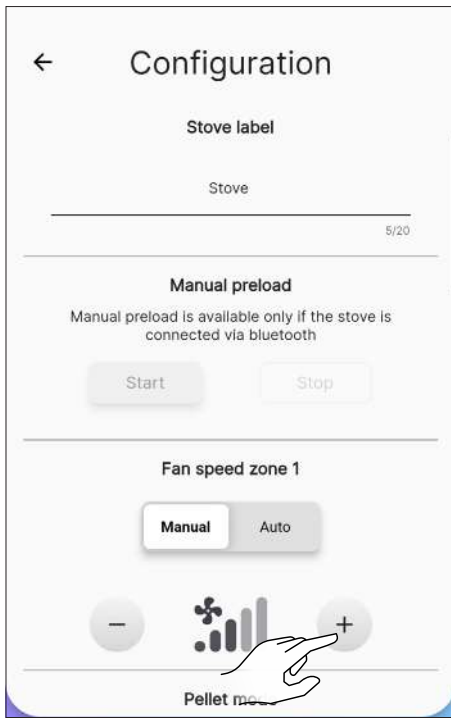 Configuration
Stove label
Stove
5/20
Manual preload
Manual preload is available only if the stove is
connected via bluetooth
Start Stop
Fan speed zone 1
Manual Auto
− +
Pellet